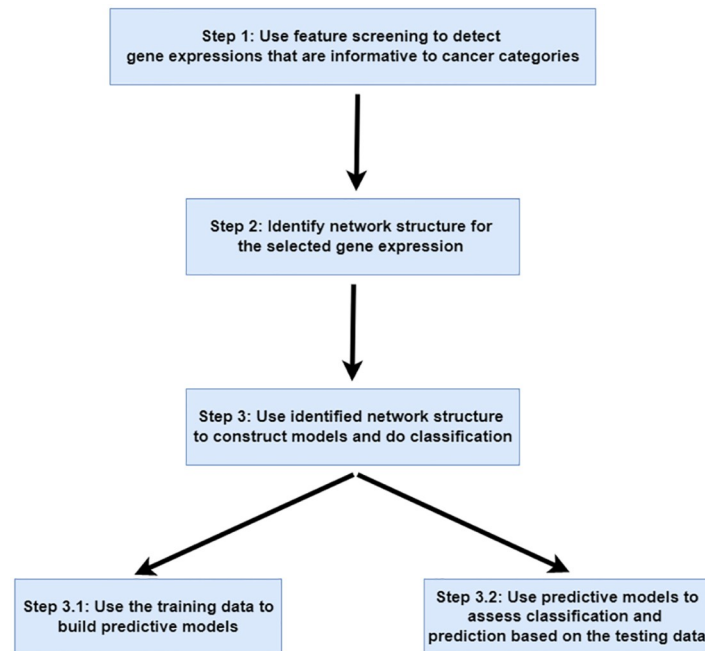 Step 1: Use feature screening to detect
gene expressions that are informative to cancer categories
Step 2: Identify network structure for
the selected gene expression
Step 3: Use identified network structure
to construct models and do classification
Step 3.1: Use the training data to
build predictive models
Step 3.2: Use predictive models to
assess classification and
prediction based on the testing data